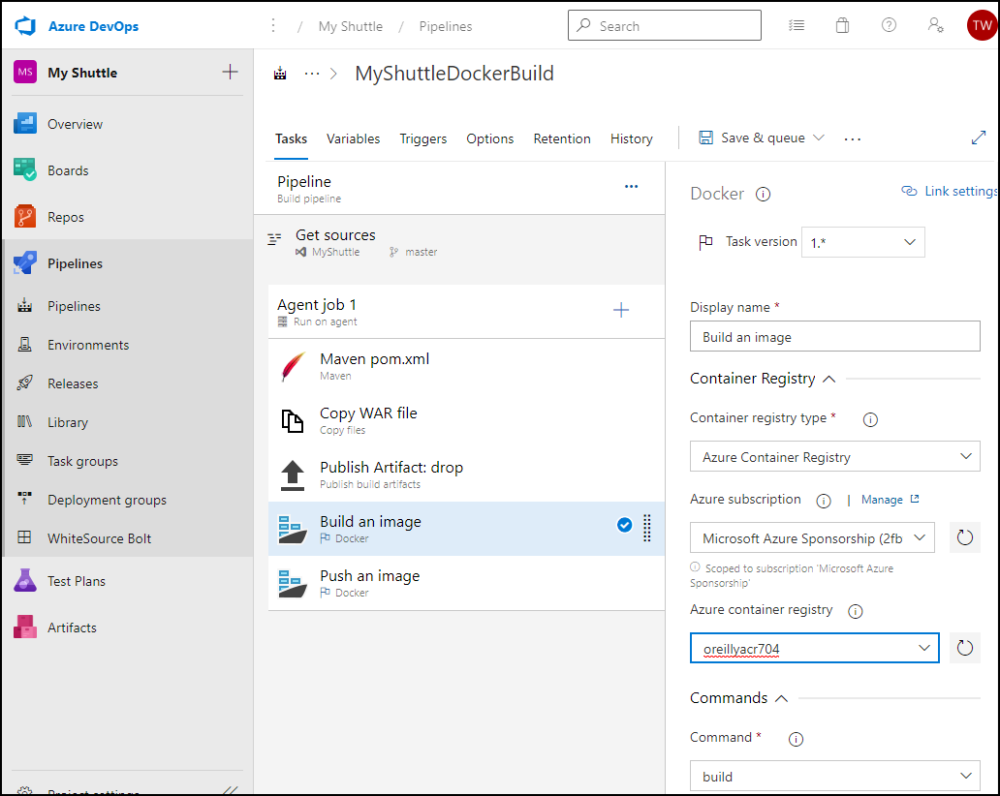 Azure DevOps
/ My Shuttle / Pipelines
Search
TW
MS My Shuttle
Overview
Boards
Repos
Pipelines
Pipelines
Environments
Releases
Library
Task groups
Deployment groups
WhiteSource Bolt
Test Plans
Artifacts
Project settings
MyShuttleDockerBuild
Tasks Variables Triggers Options Retention History
Save & queue
Pipeline
Build pipeline
Get sources
MyShuttle master
Agent job 1
Run on agent
Maven pom.xml
Maven
Copy WAR file
Copy files
Publish Artifact: drop
Publish build artifacts
Build an image
Docker
Push an image
Docker
Docker
Link settings
Task version 1.*
Display name *
Build an image
Container Registry
Container registry type *
Azure Container Registry
Azure subscription | Manage
Microsoft Azure Sponsorship (2fb
Scoped to subscription 'Microsoft Azure
Sponsorship'
Azure container registry
oreillyacr704
Commands
Command *
build